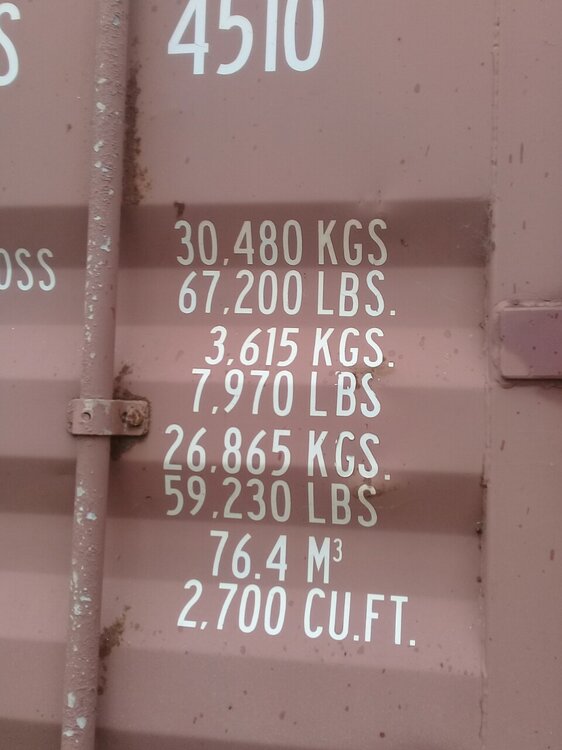 S 4510
30,480 KGS
OSS
67,200 LBS.
3,615 KGS.
7,970 LBS
26,865 KGS.
59,230 LBS
76.4 M³
2,700 CU.FT.